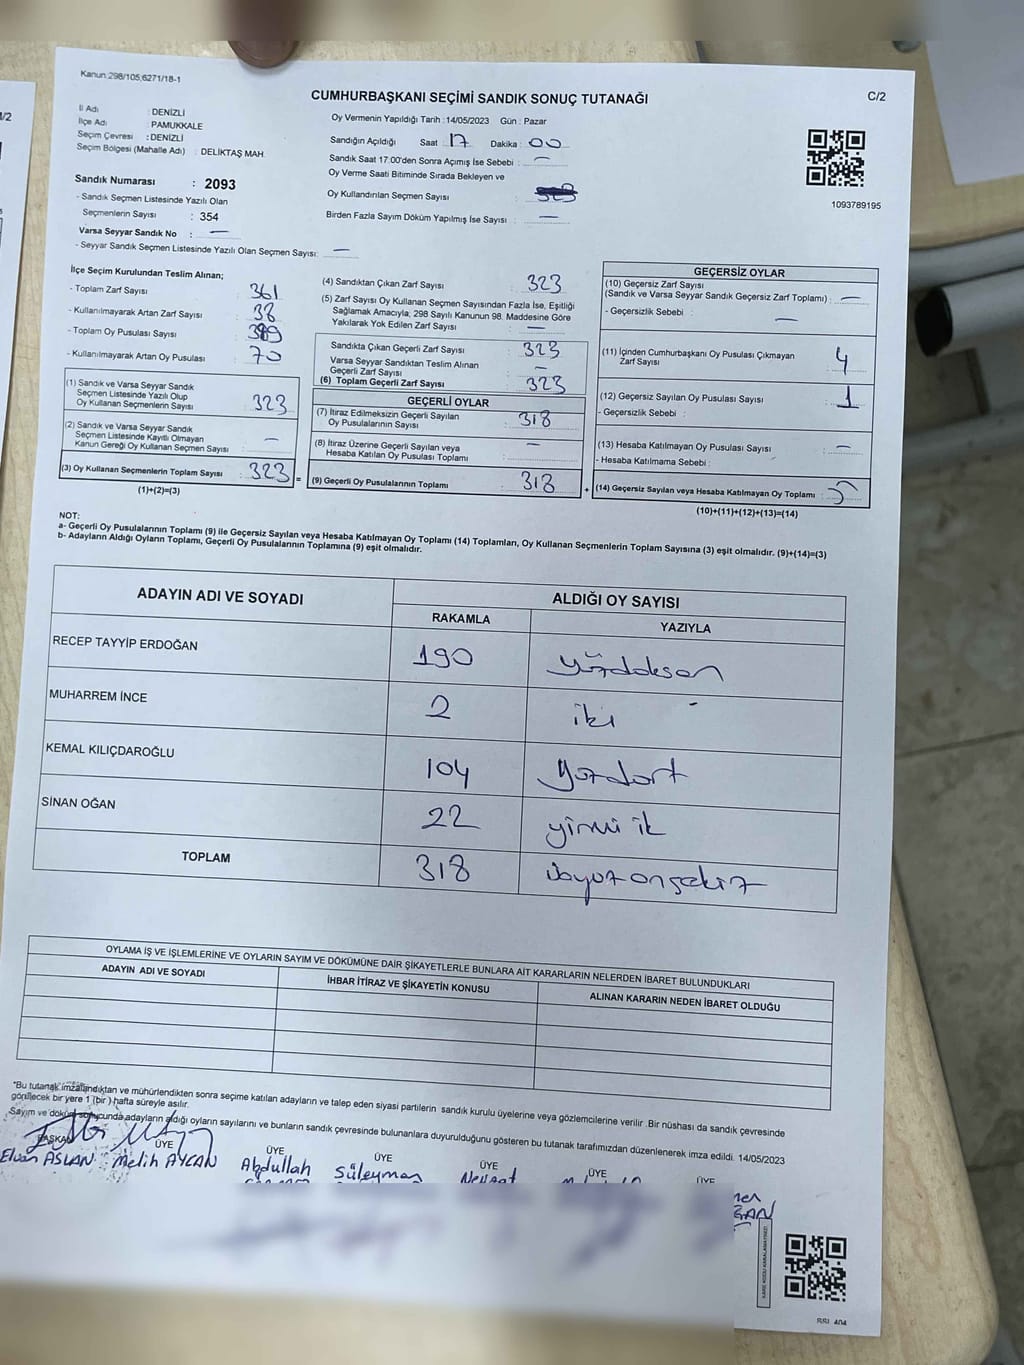 Kanun:298/105;6271/18-1
CUMHURBAŞKANI SEÇİMİ SANDIK SONUÇ TUTANAĞI
C/2
İl Adı : DENİZLİ
İlçe Adı : PAMUKKALE
Seçim Çevresi : DENİZLİ
Seçim Bölgesi (Mahalle Adı) : DELİKTAŞ MAH.
Sandık Numarası : 2093
- Sandık Seçmen Listesinde Yazılı Olan
Seçmenlerin Sayısı : 354
Varsa Seyyar Sandık No : —
- Seyyar Sandık Seçmen Listesinde Yazılı Olan Seçmen Sayısı: —
Oy Vermenin Yapıldığı Tarih : 14/05/2023 Gün : Pazar
Sandığın Açıldığı Saat 17 Dakika : 00
Sandık Saat 17:00'den Sonra Açımış İse Sebebi : —
Oy Verme Saati Bitiminde Sırada Bekleyen ve
Oy Kullandırılan Seçmen Sayısı :
Birden Fazla Sayım Döküm Yapılmış İse Sayısı : —
1093789195
İlçe Seçim Kurulundan Teslim Alınan;
- Toplam Zarf Sayısı : 361
- Kullanılmayarak Artan Zarf Sayısı : 38
- Toplam Oy Pusulası Sayısı :
- Kullanılmayarak Artan Oy Pusulası : 70
(1) Sandık ve Varsa Seyyar Sandık
Seçmen Listesinde Yazılı Olup
Oy Kullanan Seçmenlerin Sayısı : 323
(2) Sandık ve Varsa Seyyar Sandık
Seçmen Listesinde Kayıtlı Olmayan
Kanun Gereği Oy Kullanan Seçmen Sayısı : —
(3) Oy Kullanan Seçmenlerin Toplam Sayısı : 323 =
(1)+(2)=(3)
(4) Sandıktan Çıkan Zarf Sayısı : 323
(5) Zarf Sayısı Oy Kullanan Seçmen Sayısından Fazla İse, Eşitliği
Sağlamak Amacıyla, 298 Sayılı Kanunun 98. Maddesine Göre
Yakılarak Yok Edilen Zarf Sayısı : —
Sandıkta Çıkan Geçerli Zarf Sayısı : 323
Varsa Seyyar Sandıktan Teslim Alınan
Geçerli Zarf Sayısı : —
(6) Toplam Geçerli Zarf Sayısı : 323
GEÇERLİ OYLAR
(7) İtiraz Edilmeksizin Geçerli Sayılan
Oy Pusulalarının Sayısı : 318
(8) İtiraz Üzerine Geçerli Sayılan veya
Hesaba Katılan Oy Pusulası Toplamı : —
(9) Geçerli Oy Pusulalarının Toplamı : 318 +
GEÇERSİZ OYLAR
(10) Geçersiz Zarf Sayısı
(Sandık ve Varsa Seyyar Sandık Geçersiz Zarf Toplamı) : —
- Geçersizlik Sebebi : —
(11) İçinden Cumhurbaşkanı Oy Pusulası Çıkmayan
Zarf Sayısı : 4
(12) Geçersiz Sayılan Oy Pusulası Sayısı : 1
- Geçersizlik Sebebi :
(13) Hesaba Katılmayan Oy Pusulası Sayısı : —
- Hesaba Katılmama Sebebi :
(14) Geçersiz Sayılan veya Hesaba Katılmayan Oy Toplamı : 5
(10)+(11)+(12)+(13)=(14)
NOT:
a- Geçerli Oy Pusulalarının Toplamı (9) ile Geçersiz Sayılan veya Hesaba Katılmayan Oy Toplamı (14) Toplamları, Oy Kullanan Seçmenlerin Toplam Sayısına (3) eşit olmalıdır. (9)+(14)=(3)
b- Adayların Aldığı Oyların Toplamı, Geçerli Oy Pusulalarının Toplamına (9) eşit olmalıdır.
ADAYIN ADI VE SOYADI
ALDIĞI OY SAYISI
RAKAMLA YAZIYLA
RECEP TAYYİP ERDOĞAN 190 yüzdoksan
MUHARREM İNCE 2 iki
KEMAL KILIÇDAROĞLU 104 yüzdört
SİNAN OĞAN 22 yirmi ik
TOPLAM 318 üçyüzonsekiz
OYLAMA İŞ VE İŞLEMLERİNE VE OYLARIN SAYIM VE DÖKÜMÜNE DAİR ŞİKAYETLERLE BUNLARA AİT KARARLARIN NELERDEN İBARET BULUNDUKLARI
ADAYIN ADI VE SOYADI İHBAR İTİRAZ VE ŞİKAYETİN KONUSU ALINAN KARARIN NEDEN İBARET OLDUĞU
*Bu tutanak imzalandıktan ve mühürlendikten sonra seçime katılan adayların ve talep eden siyasi partilerin sandık kurulu üyelerine veya gözlemcilerine verilir .Bir nüshası da sandık çevresinde
görülecek bir yere 1 (bir ) hafta süreyle asılır.
Sayım ve döküm sonucunda adayların aldığı oyların sayılarını ve bunların sandık çevresinde bulunanlara duyurulduğunu gösteren bu tutanak tarafımızdan düzenlenerek imza edildi. 14/05/2023
BAŞKAN ÜYE ÜYE ÜYE ÜYE ÜYE ÜYE
Elvan ASLAN Melih AYCAN Abdullah Süleyman